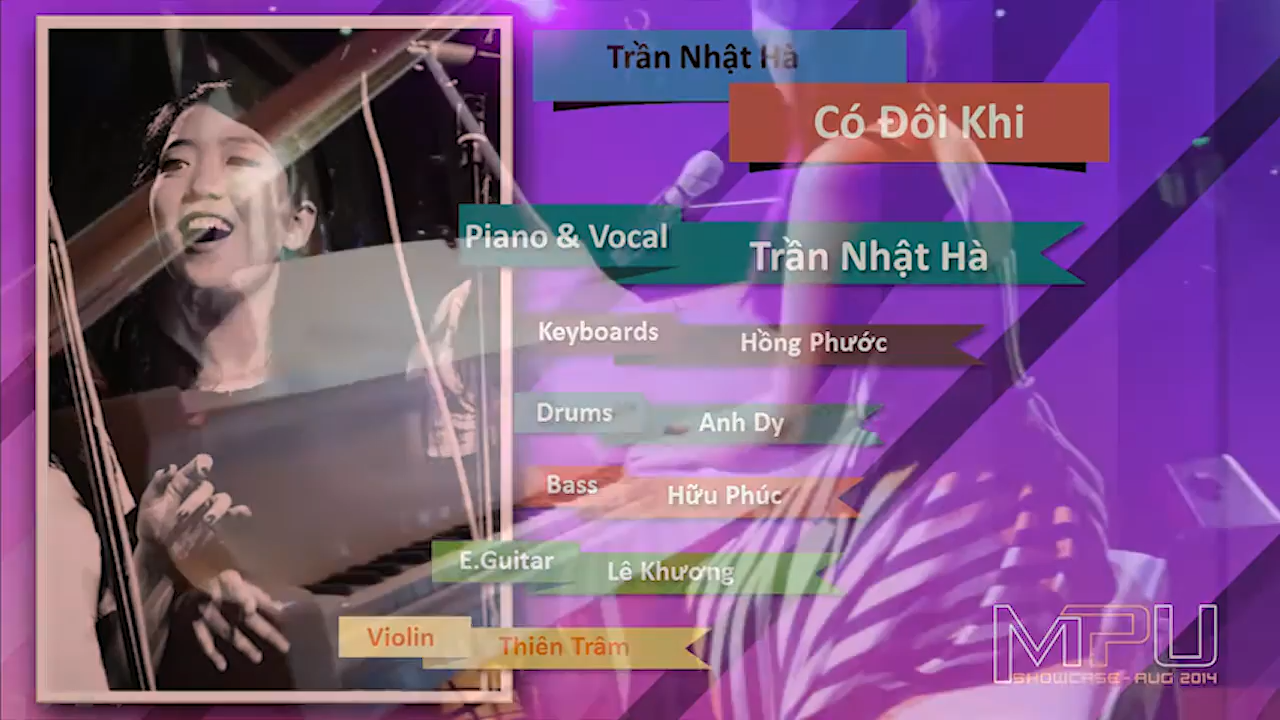 Trần Nhật Hà
Có Đôi Khi
Piano & Vocal
Trần Nhật Hà
Keyboards
Hồng Phước
Drums
Anh Dy
Bass
Hữu Phúc
E.Guitar
Lê Khương
Violin
Thiên Trâm
MPU
SHOWCASE - AUG 2014